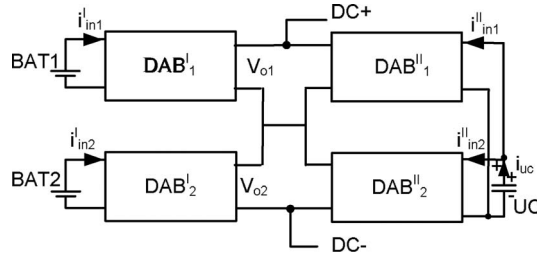 DC+
i^I_in1
i^II_in1
BAT1
DAB^I_1
V_o1
DAB^II_1
i^I_in2
i^II_in2
BAT2
DAB^I_2
V_o2
DAB^II_2
+
+
i_uc
-
UC
DC-